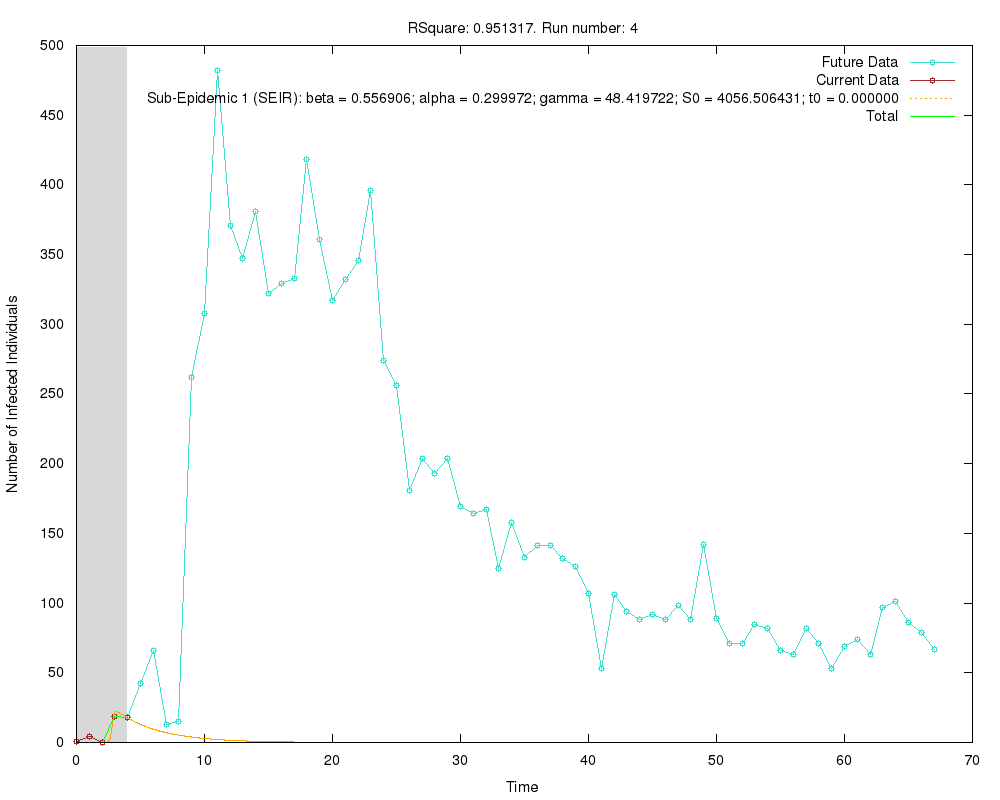 RSquare: 0.951317. Run number: 4
500
450
400
350
300
250
200
150
100
50
0
Number of Infected Individuals
Future Data
Current Data
Sub-Epidemic 1 (SEIR): beta = 0.556906; alpha = 0.299972; gamma = 48.419722; S0 = 4056.506431; t0 = 0.000000
Total
0 10 20 30 40 50 60 70
Time